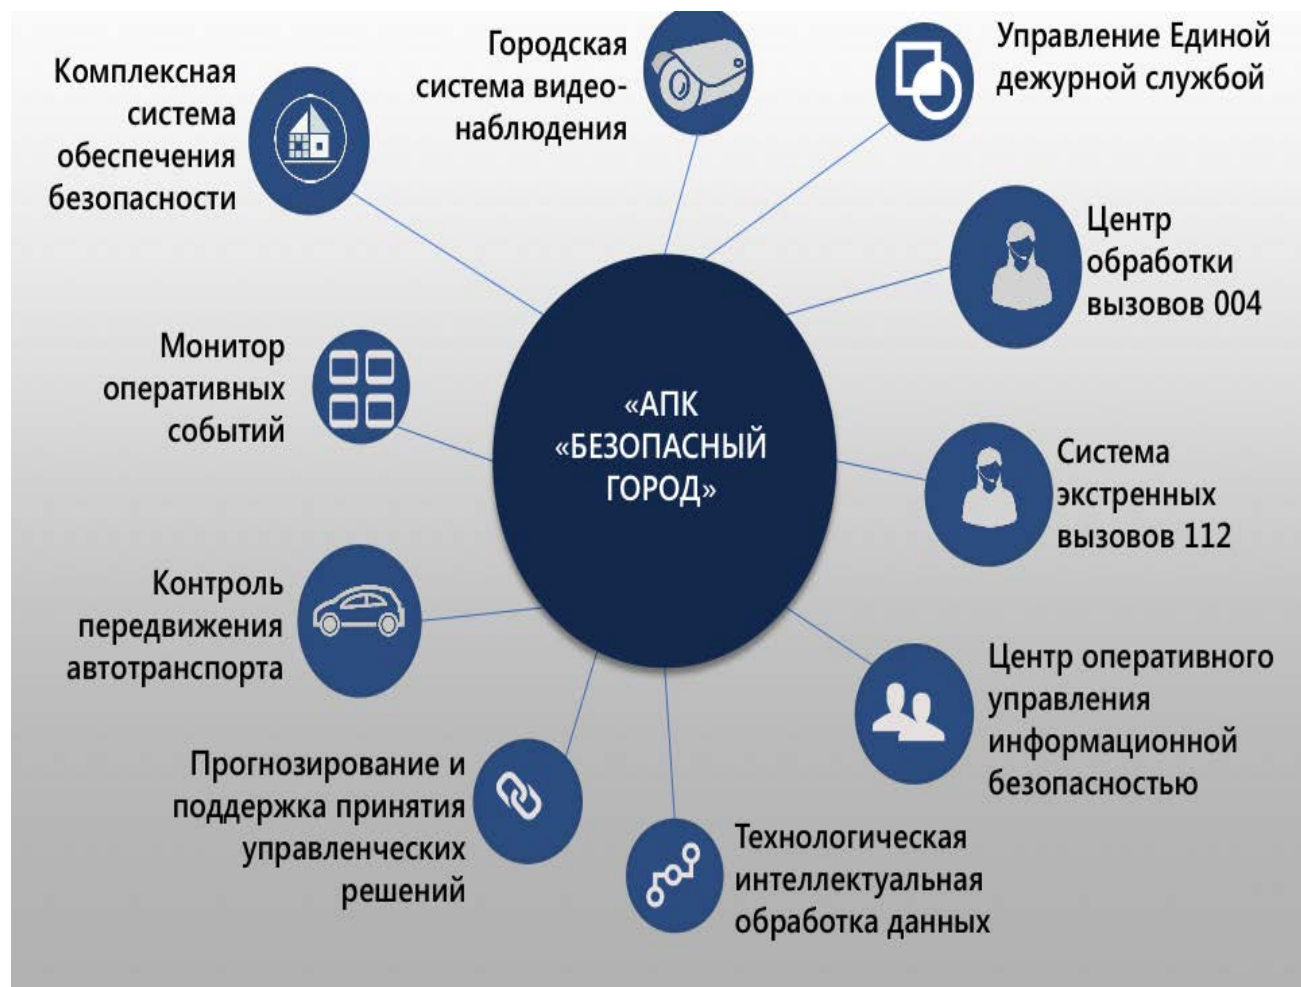 Городская
система видео-
наблюдения
Управление Единой
дежурной службой
Комплексная
система
обеспечения
безопасности
Центр
обработки
вызовов 004
Монитор
оперативных
событий
«АПК
«БЕЗОПАСНЫЙ
ГОРОД»
Система
экстренных
вызовов 112
Контроль
передвижения
автотранспорта
Центр оперативного
управления
информационной
безопасностью
Прогнозирование и
поддержка принятия
управленческих
решений
Технологическая
интеллектуальная
обработка данных